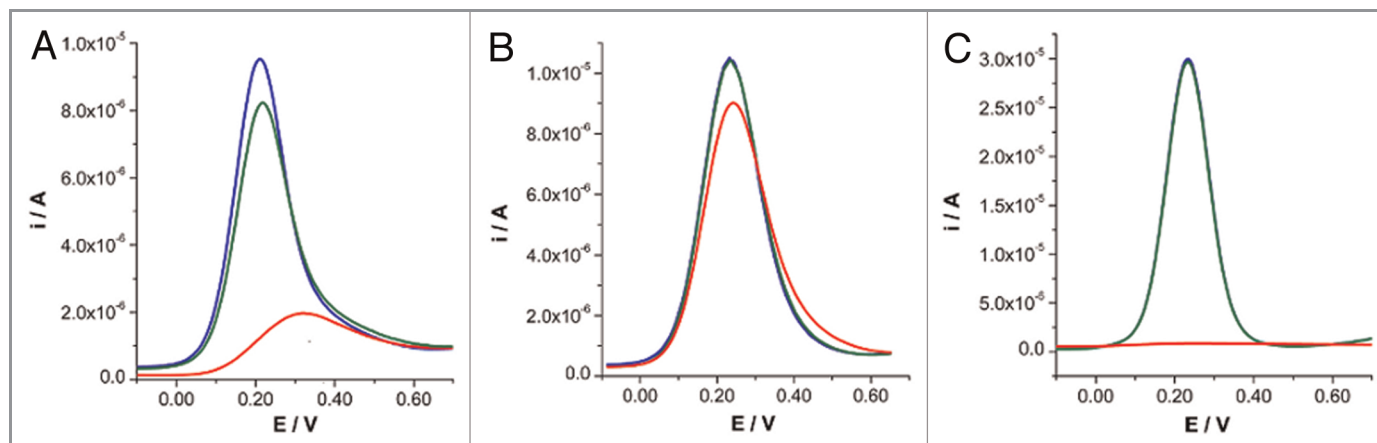 A
1.0x10⁻⁵
8.0x10⁻⁶
6.0x10⁻⁶
4.0x10⁻⁶
2.0x10⁻⁶
0.0
i / A
0.00 0.20 0.40 0.60
E / V
B
1.0x10⁻⁵
8.0x10⁻⁶
6.0x10⁻⁶
4.0x10⁻⁶
2.0x10⁻⁶
0.0
i / A
0.00 0.20 0.40 0.60
E / V
C
3.0x10⁻⁵
2.5x10⁻⁵
2.0x10⁻⁵
1.5x10⁻⁵
1.0x10⁻⁵
5.0x10⁻⁶
0.0
i / A
0.00 0.20 0.40 0.60
E / V